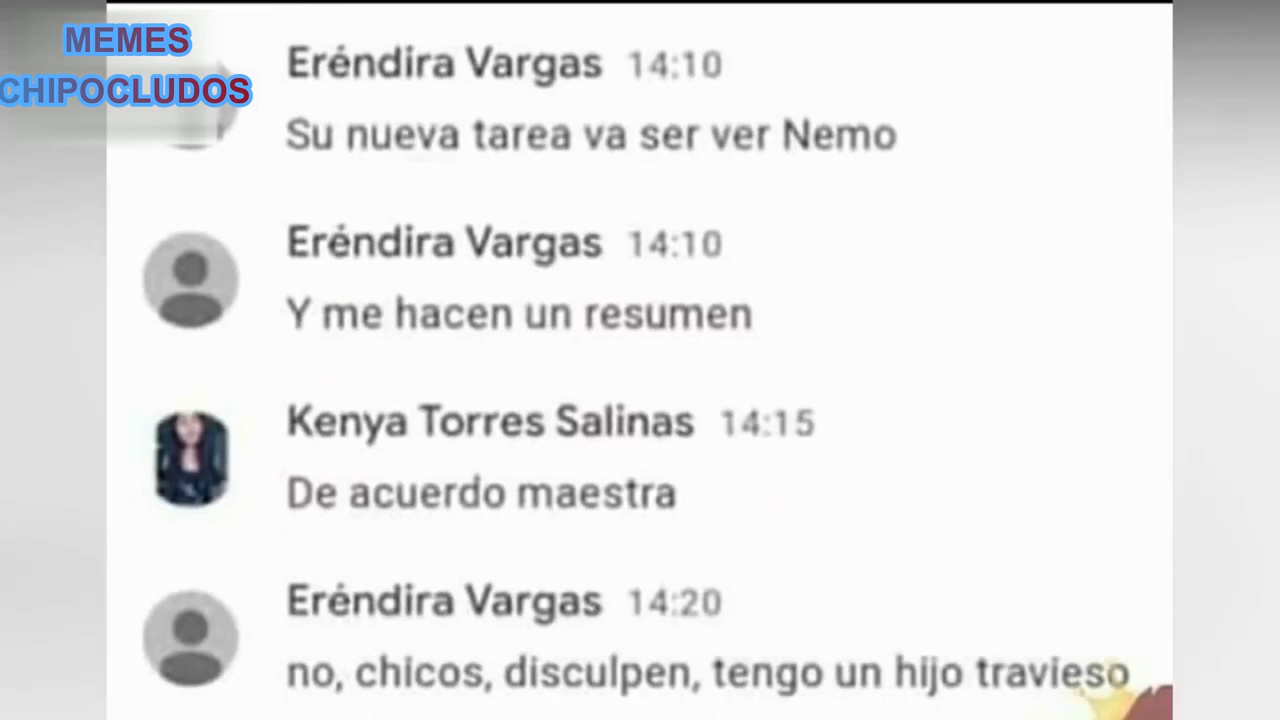 MEMES
CHIPOCLUDOS
Eréndira Vargas 14:10
Su nueva tarea va ser ver Nemo
Eréndira Vargas 14:10
Y me hacen un resumen
Kenya Torres Salinas 14:15
De acuerdo maestra
Eréndira Vargas 14:20
no, chicos, disculpen, tengo un hijo travieso